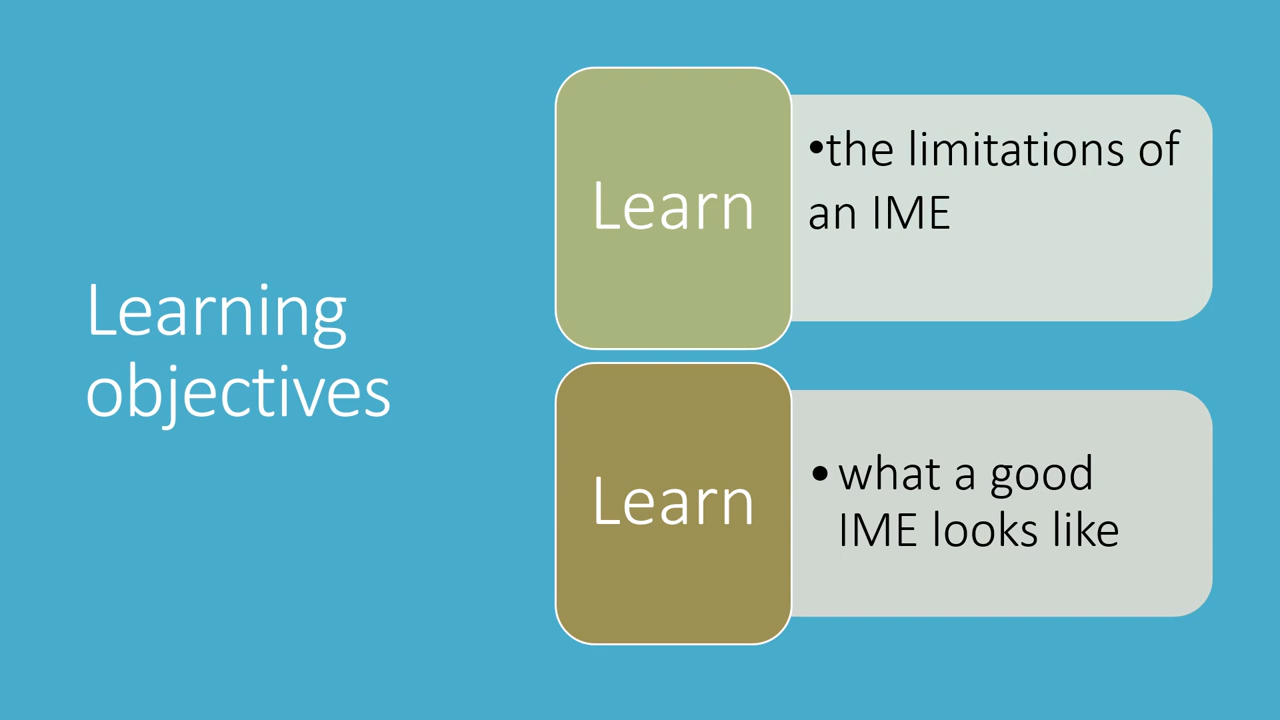 Learning
objectives
Learn
•the limitations of
an IME
Learn
• what a good
IME looks like